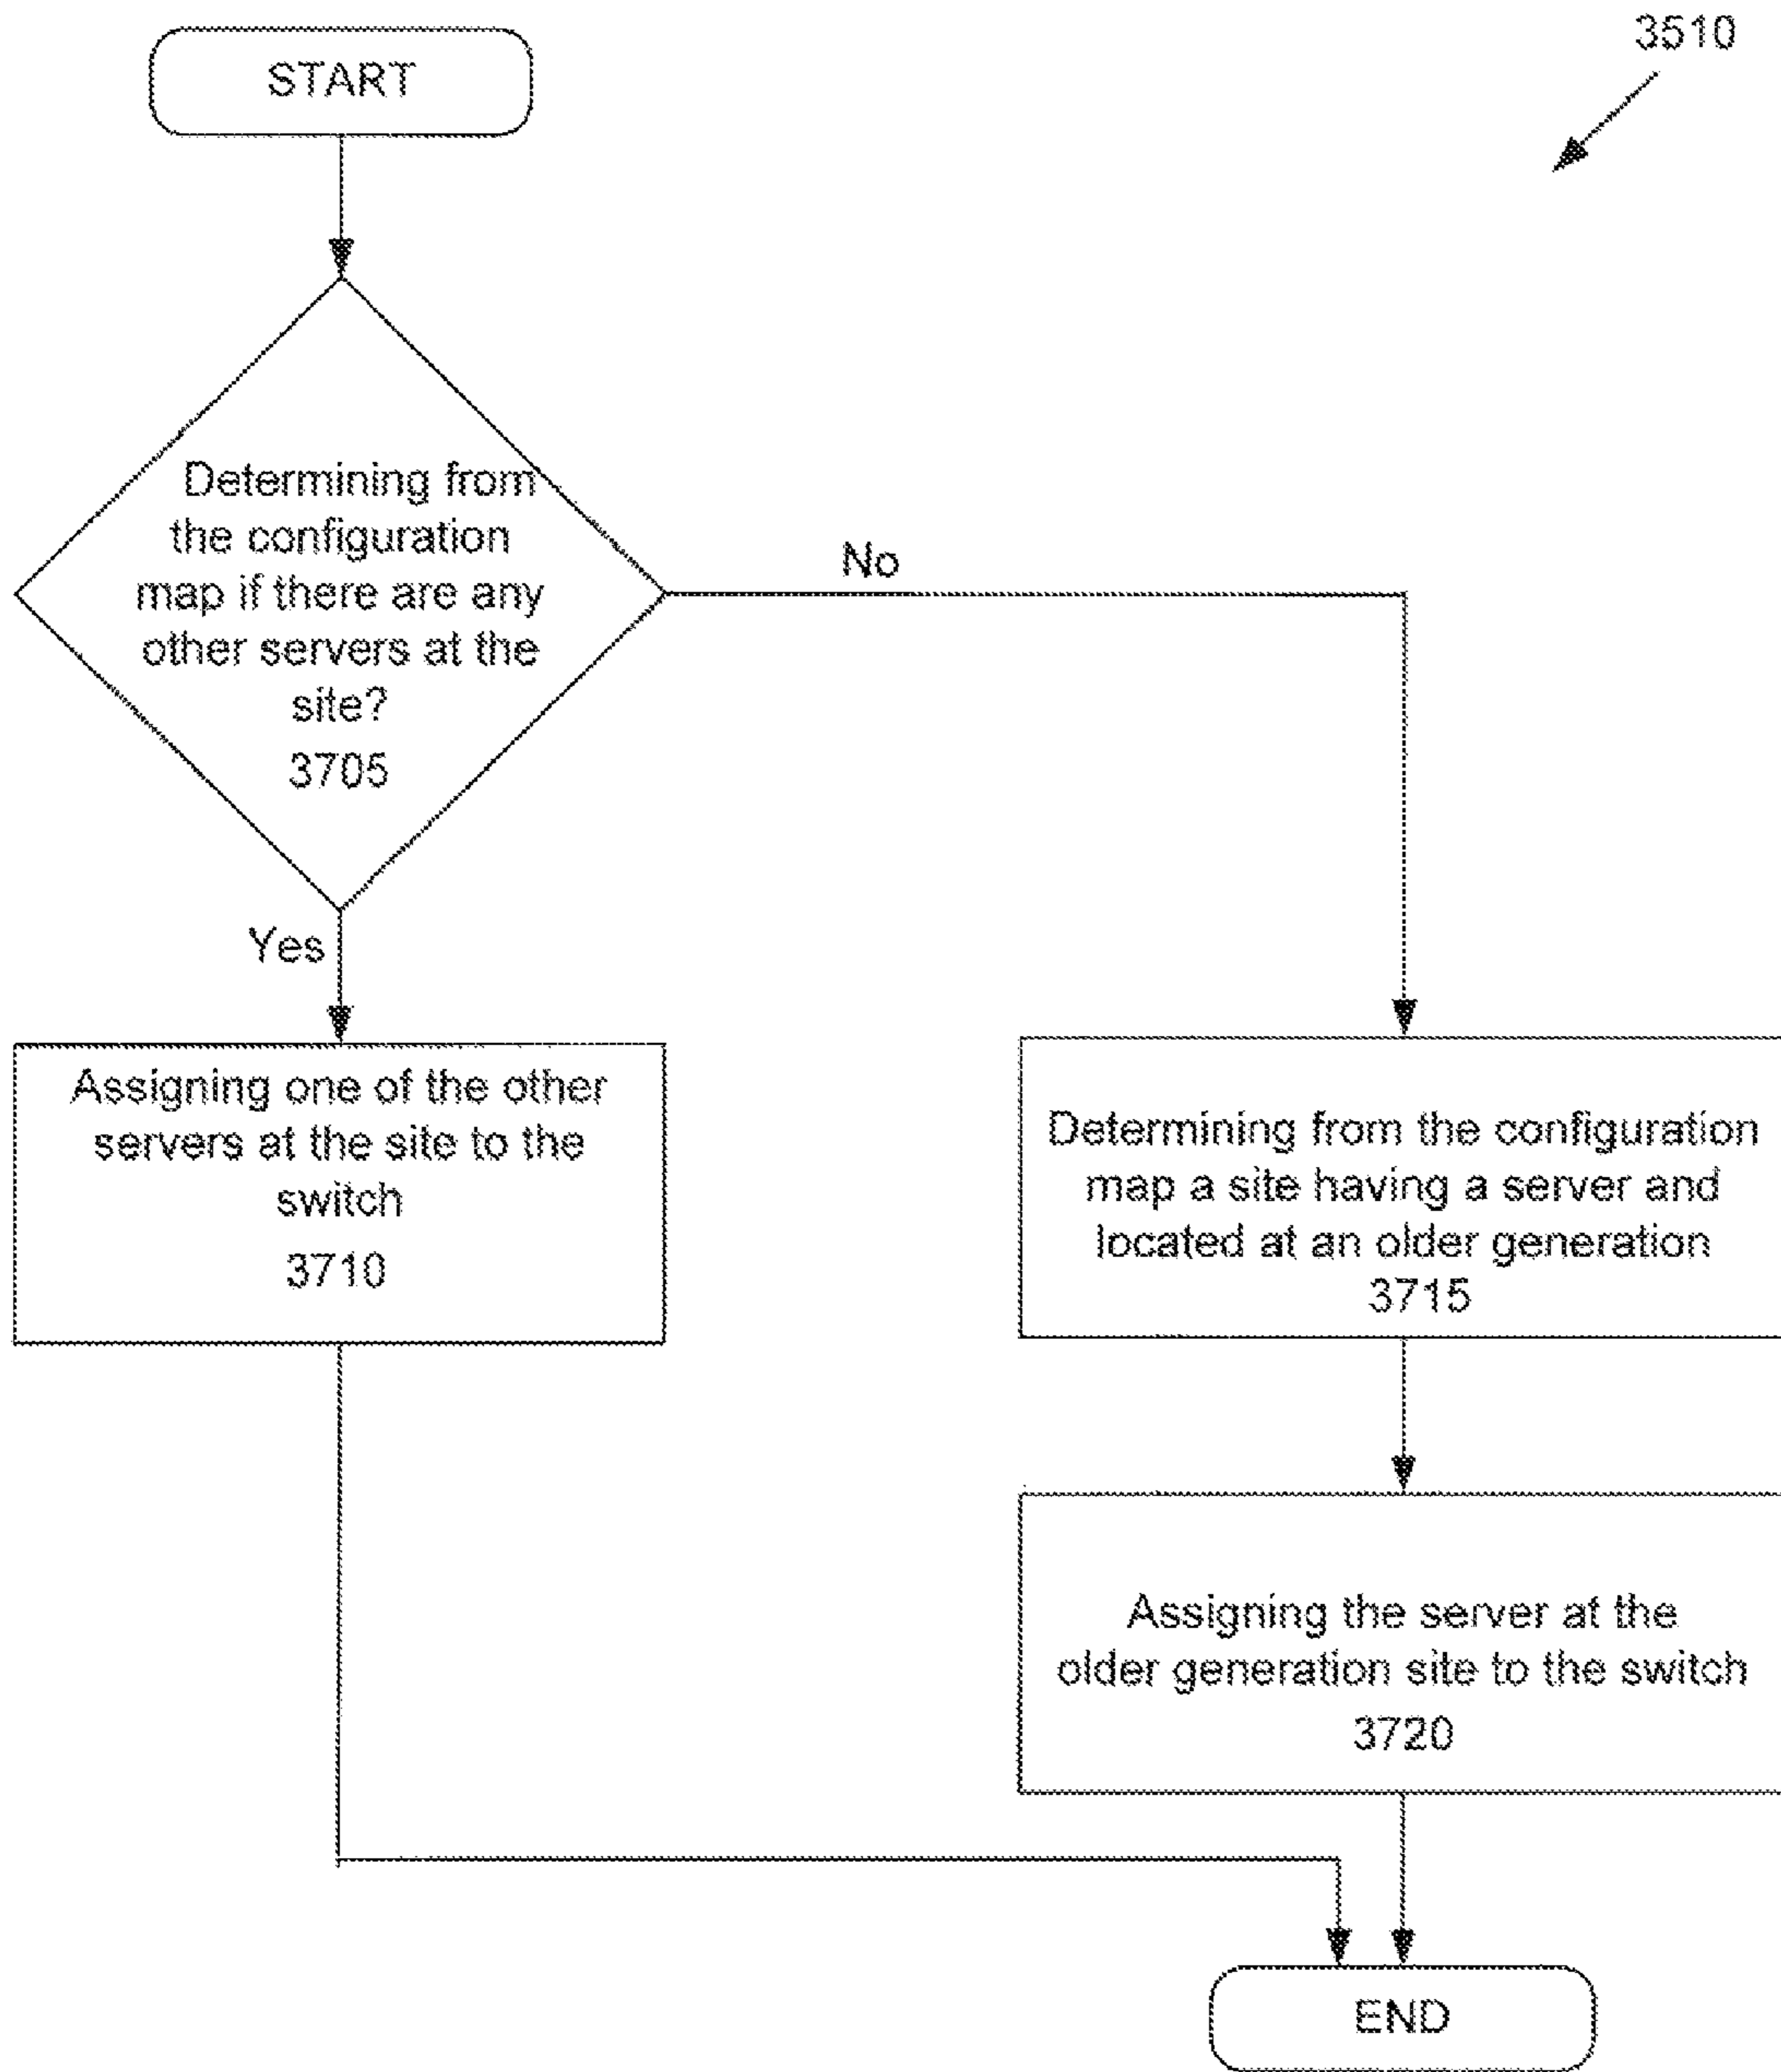 3510
START
Determining from
the configuration
map if there are any
other servers at the
site?
3705
No
Yes
Assigning one of the other
servers at the site to the
switch
3710
Determining from the configuration
map a site having a server and
located at an older generation
3715
Assigning the server at the
older generation site to the switch
3720
END